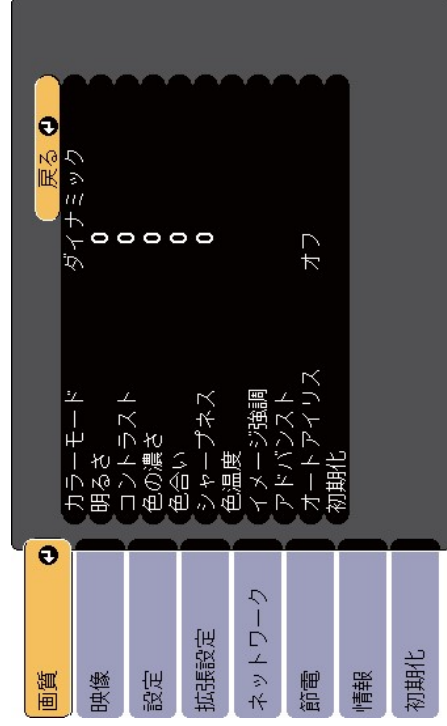 画質
映像
設定
拡張設定
ネットワーク
節電
情報
初期化
戻る
カラーモード ダイナミック
明るさ 0
コントラスト 0
色の濃さ 0
色合い 0
シャープネス 0
色温度
イメージ強調
アドバンスト
オートアイリス オフ
初期化